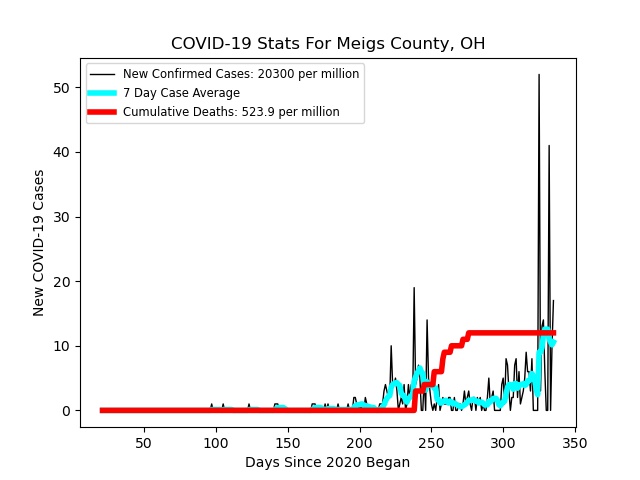 COVID-19 Stats For Meigs County, OH
New Confirmed Cases: 20300 per million
7 Day Case Average
Cumulative Deaths: 523.9 per million
New COVID-19 Cases
50
40
30
20
10
0
50 100 150 200 250 300 350
Days Since 2020 Began